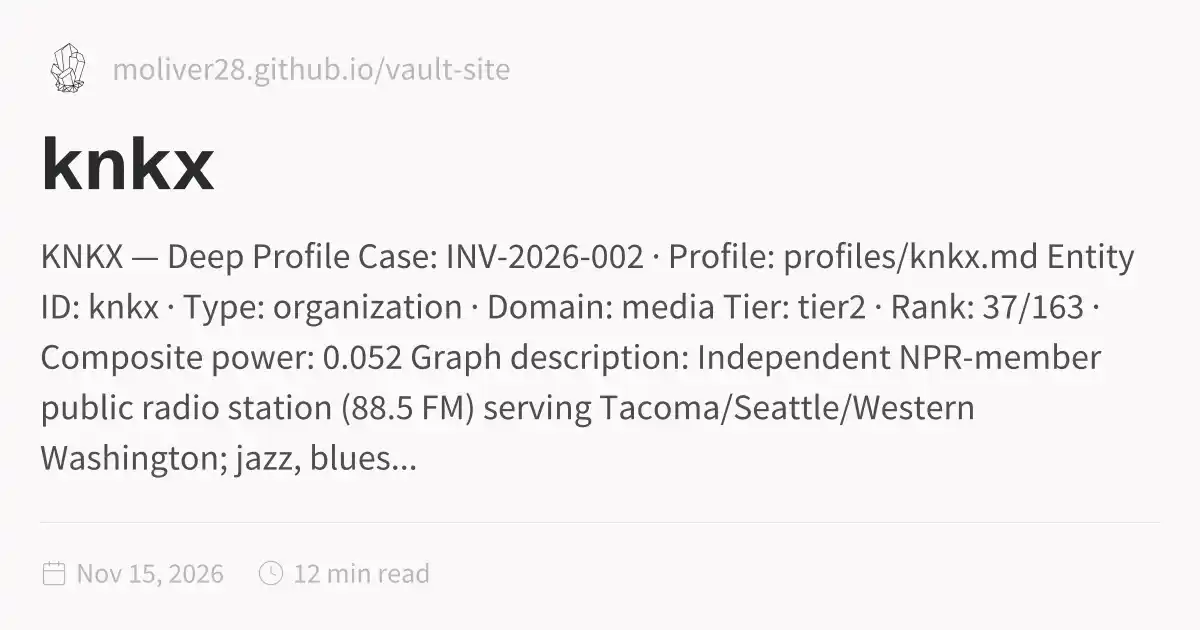 moliver28.github.io/vault-site
knkx
KNKX — Deep Profile Case: INV-2026-002 · Profile: profiles/knkx.md Entity
ID: knkx · Type: organization · Domain: media Tier: tier2 · Rank: 37/163 ·
Composite power: 0.052 Graph description: Independent NPR-member
public radio station (88.5 FM) serving Tacoma/Seattle/Western
Washington; jazz, blues...
Nov 15, 2026 12 min read